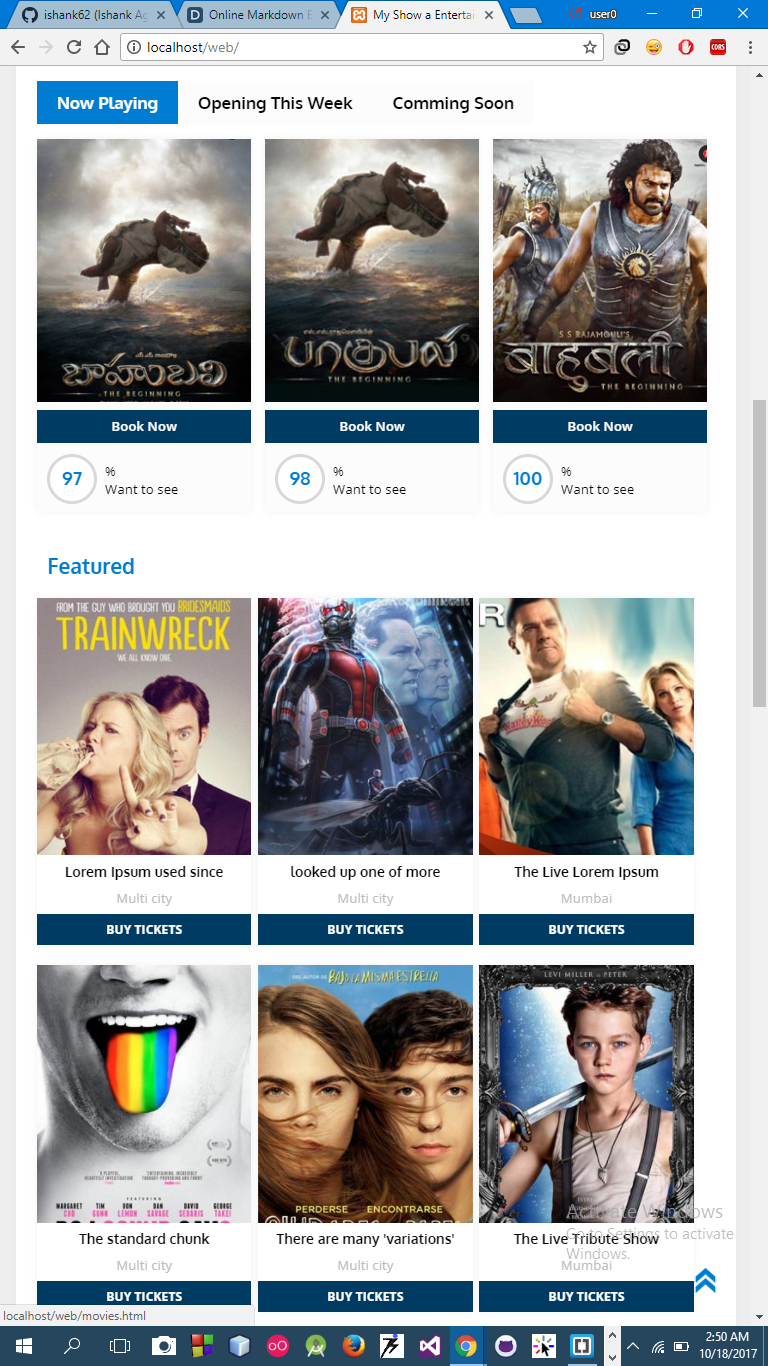 ishank62 (Ishank Ag
Online Markdown E
My Show a Entertai
user0
localhost/web/
CORS
Now Playing
Opening This Week
Comming Soon
THE BEGINNING
THE BEGINNING
S S RAJAMOULI'S
बाहुबली
THE BEGINNING
Book Now
Book Now
Book Now
97
%
Want to see
98
%
Want to see
100
%
Want to see
Featured
FROM THE GUY WHO BROUGHT YOU BRIDESMAIDS
TRAINWRECK
WE ALL KNOW ONE.
R
Lorem Ipsum used since
looked up one of more
The Live Lorem Ipsum
Multi city
Multi city
Mumbai
BUY TICKETS
BUY TICKETS
BUY TICKETS
FEATURING
MARGARET CHO
TIM GUNN
DON LEMON
DAN SAVAGE
DAVID SEDARIS
GEORGE TAKEI
DEL AUTOR DE BAJO LA MISMA ESTRELLA
PERDERSE ENCONTRARSE
LEVI MILLER IS PETER
The standard chunk
There are many 'variations'
The Live Tribute Show
Multi city
Multi city
Mumbai
BUY TICKETS
BUY TICKETS
BUY TICKETS
Activate Windows
Go to Settings to activate
Windows.
localhost/web/movies.html
2:50 AM
10/18/2017